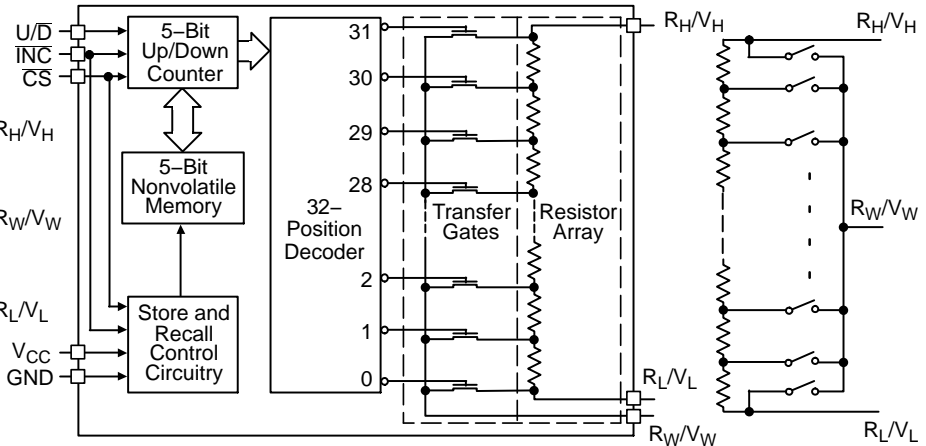 U/D̅
I̅N̅C̅
C̅S̅
R_H/V_H
R_W/V_W
R_L/V_L
V_CC
GND
5–Bit
Up/Down
Counter
5–Bit
Nonvolatile
Memory
Store and
Recall
Control
Circuitry
32–
Position
Decoder
31
30
29
28
2
1
0
Transfer
Gates
Resistor
Array
R_H/V_H
R_L/V_L
R_W/V_W
R_H/V_H
R_W/V_W
R_L/V_L